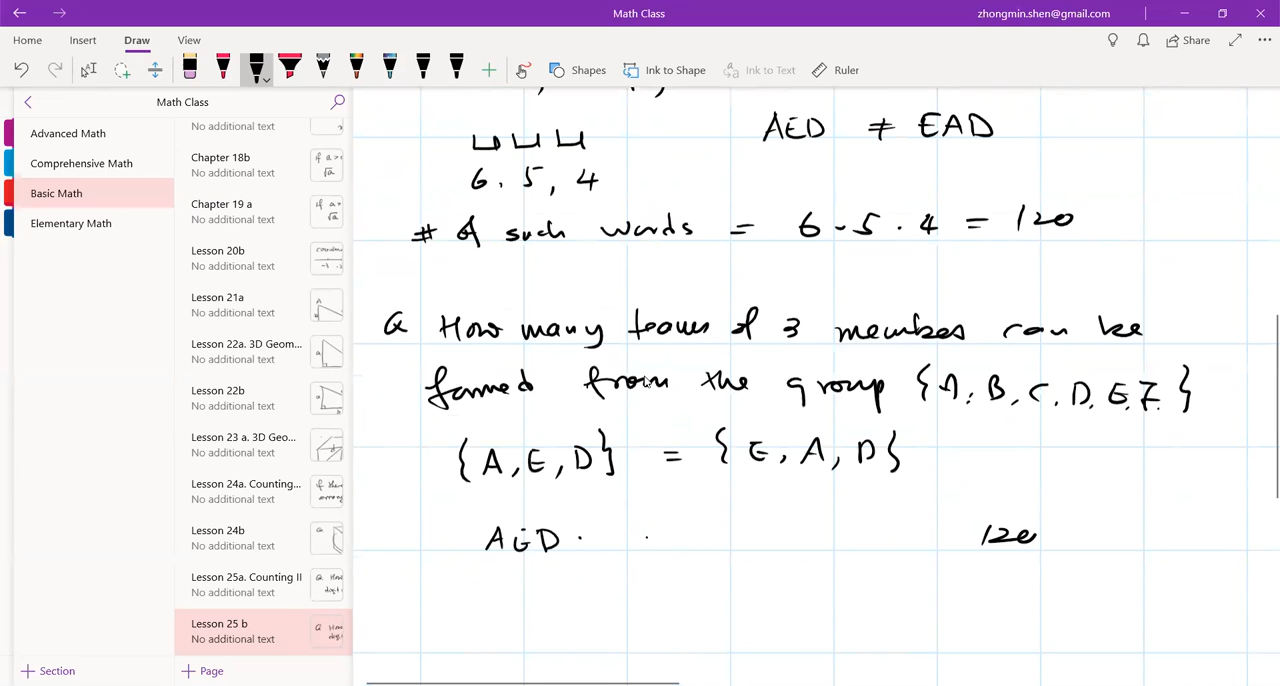 Math Class
zhongmin.shen@gmail.com
Home
Insert
Draw
View
Share
Shapes
Ink to Shape
Ink to Text
Ruler
Math Class
Advanced Math
Comprehensive Math
Basic Math
Elementary Math
No additional text
Chapter 18b
No additional text
Chapter 19 a
No additional text
Lesson 20b
No additional text
Lesson 21a
No additional text
Lesson 22a. 3D Geom...
No additional text
Lesson 22b
No additional text
Lesson 23 a. 3D Geo...
No additional text
Lesson 24a. Counting...
No additional text
Lesson 24b
No additional text
Lesson 25a. Counting II
No additional text
Lesson 25 b
No additional text
Section
Page
AED ≠ EAD
6. 5, 4
# of such words = 6 - 5 . 4 = 120
Q How many teams of 3 members can be
formed from the group {A, B, C, D, E, F}
{A, E, D} = {E, A, D}
AED . .
120